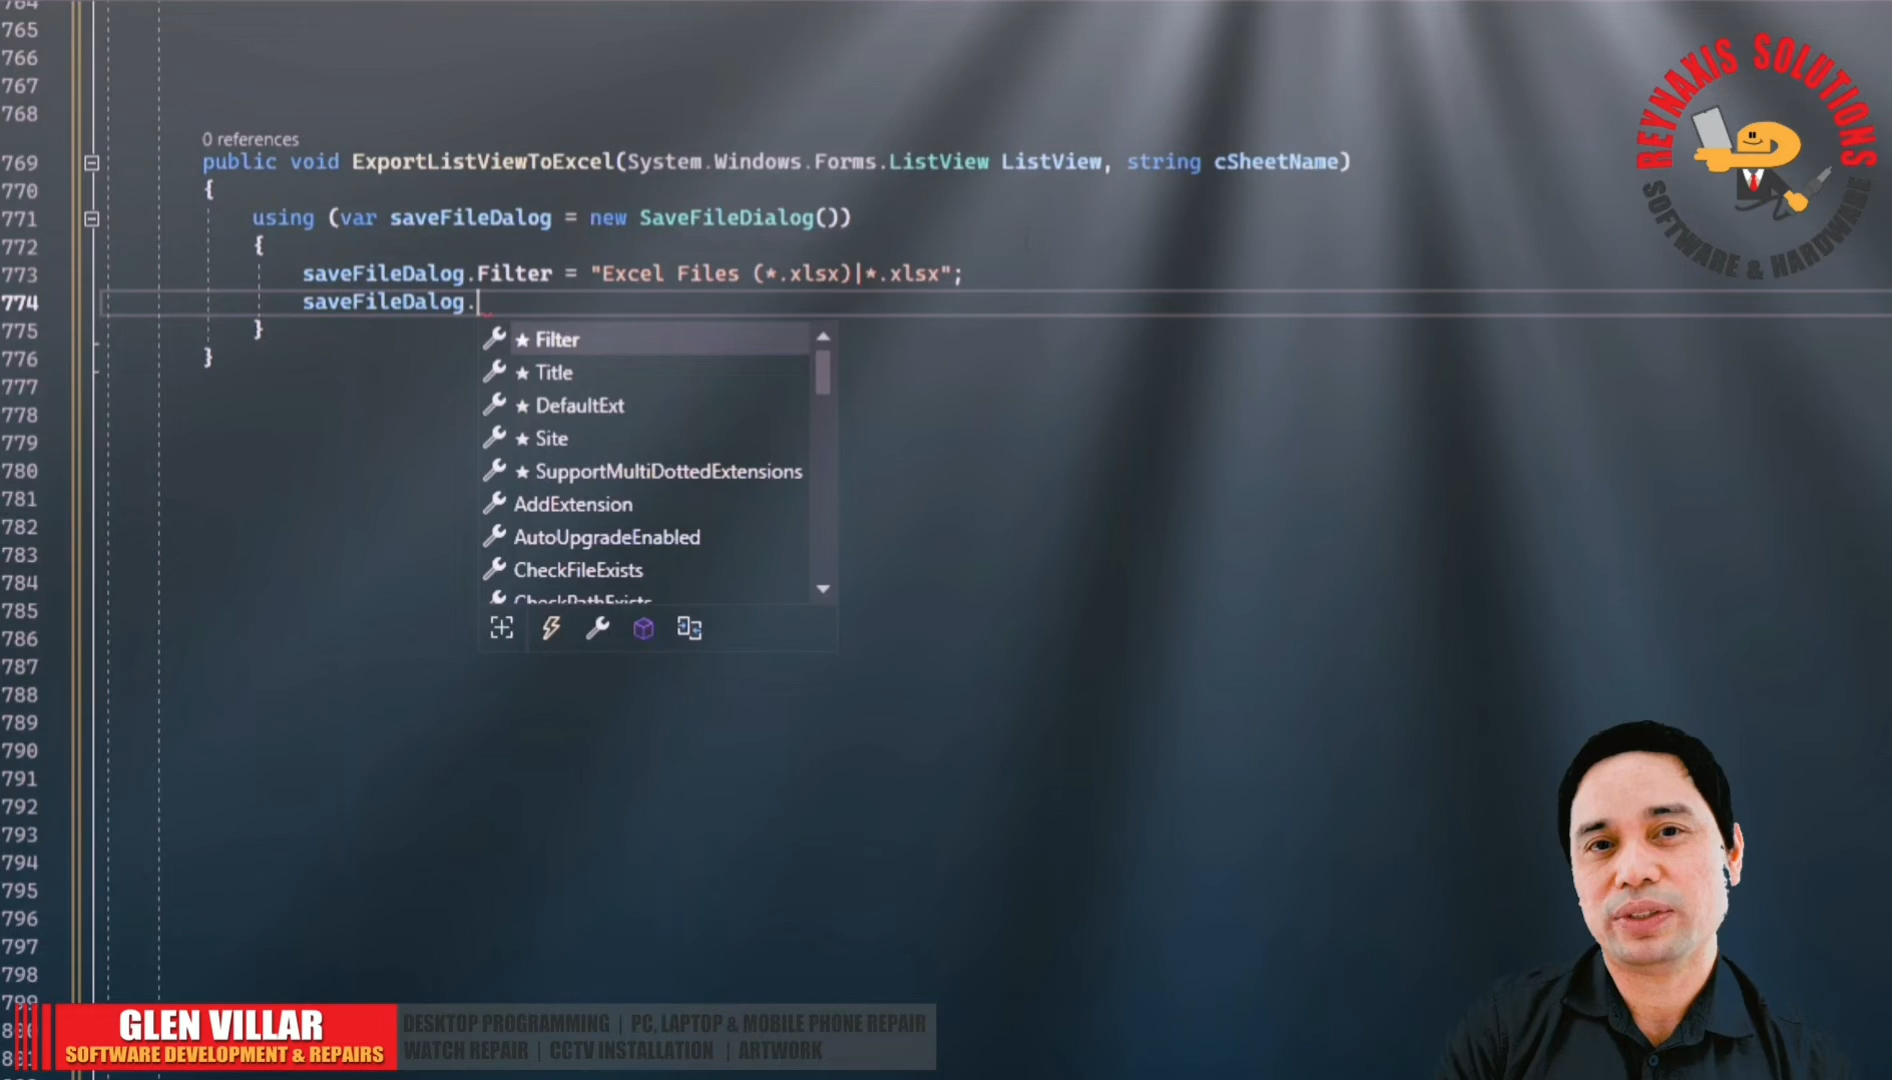 764
765
766
767
768
0 references
769 public void ExportListViewToExcel(System.Windows.Forms.ListView ListView, string cSheetName)
770 {
771 using (var saveFileDalog = new SaveFileDialog())
772 {
773 saveFileDalog.Filter = "Excel Files (*.xlsx)|*.xlsx";
774 saveFileDalog.
775 }
776 }
★ Filter
★ Title
★ DefaultExt
★ Site
★ SupportMultiDottedExtensions
AddExtension
AutoUpgradeEnabled
CheckFileExists
CheckPathExists
777
778
779
780
781
782
783
784
785
786
787
788
789
790
791
792
793
794
795
796
797
798
799
REYNAXIS SOLUTIONS
SOFTWARE & HARDWARE
GLEN VILLAR
SOFTWARE DEVELOPMENT & REPAIRS
DESKTOP PROGRAMMING | PC, LAPTOP & MOBILE PHONE REPAIR
WATCH REPAIR | CCTV INSTALLATION | ARTWORK